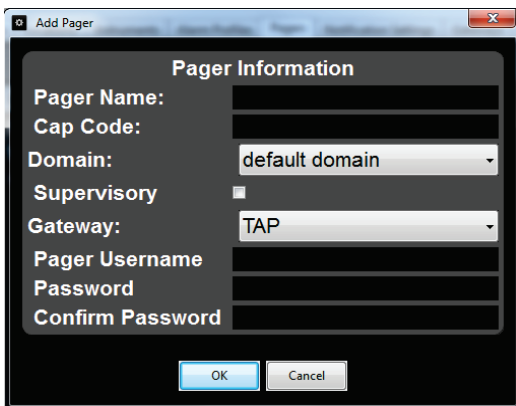 Add Pager
Pager Information
Pager Name:
Cap Code:
Domain: default domain
Supervisory
Gateway: TAP
Pager Username
Password
Confirm Password
OK Cancel